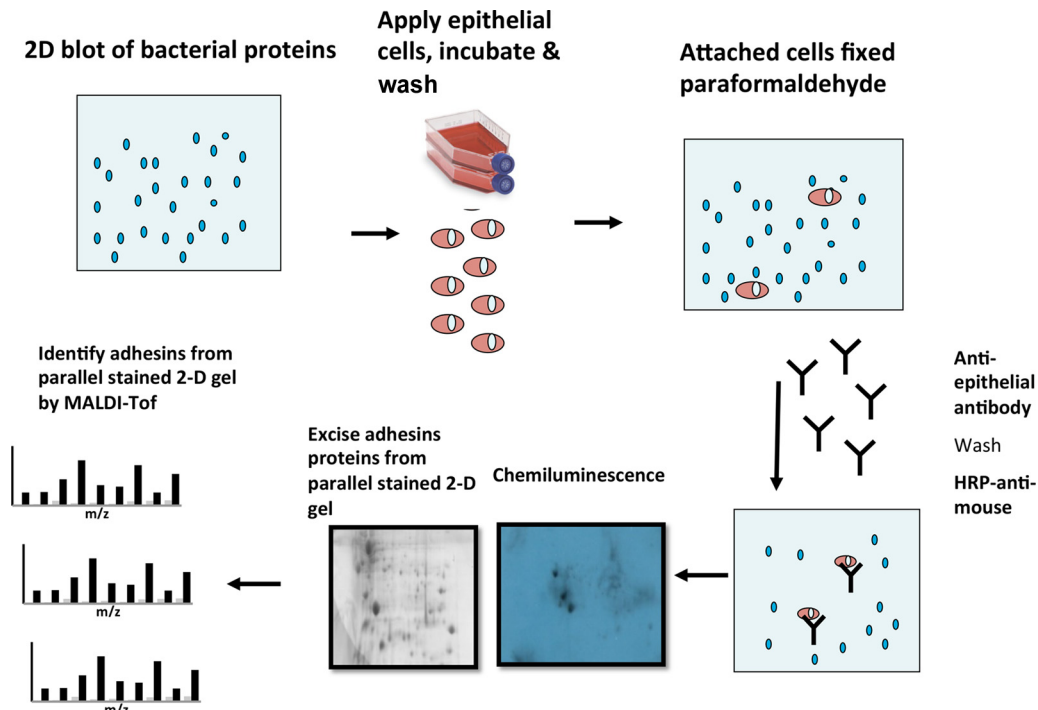 2D blot of bacterial proteins
Apply epithelial
cells, incubate &
wash
Attached cells fixed
paraformaldehyde
Anti-
epithelial
antibody
Wash
HRP-anti-
mouse
Chemiluminescence
Excise adhesins
proteins from
parallel stained 2-D
gel
Identify adhesins from
parallel stained 2-D gel
by MALDI-Tof
m/z
m/z
m/z